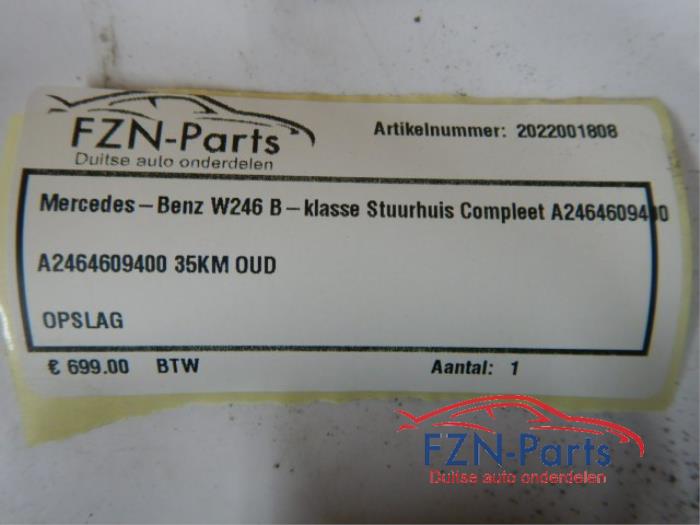 FZN-Parts
Duitse auto onderdelen
Artikelnummer: 2022001808
Mercedes-Benz W246 B-klasse Stuurhuis Compleet A2464609400
A2464609400 35KM OUD
OPSLAG
€ 699.00 BTW Aantal: 1
FZN-Parts
Duitse auto onderdelen